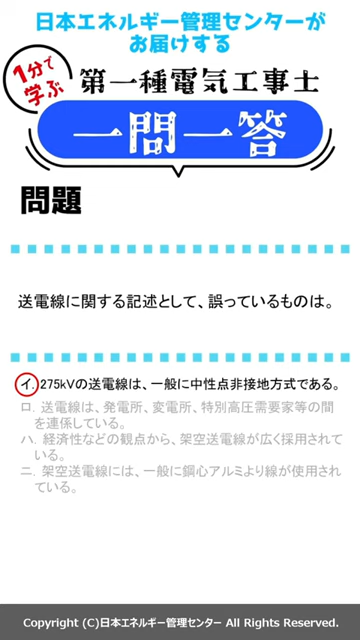 日本エネルギー管理センターが
お届けする
1分で
学ぶ
第一種電気工事士
一問一答
問題
送電線に関する記述として、誤っているものは。
イ. 275kVの送電線は、一般に中性点非接地方式である。
ロ. 送電線は、発電所、変電所、特別高圧需要家等の間
を連係している。
ハ. 経済性などの観点から、架空送電線が広く採用されて
いる。
ニ. 架空送電線には、一般に鋼心アルミより線が使用され
ている。
Copyright (C)日本エネルギー管理センター All Rights Reserved.